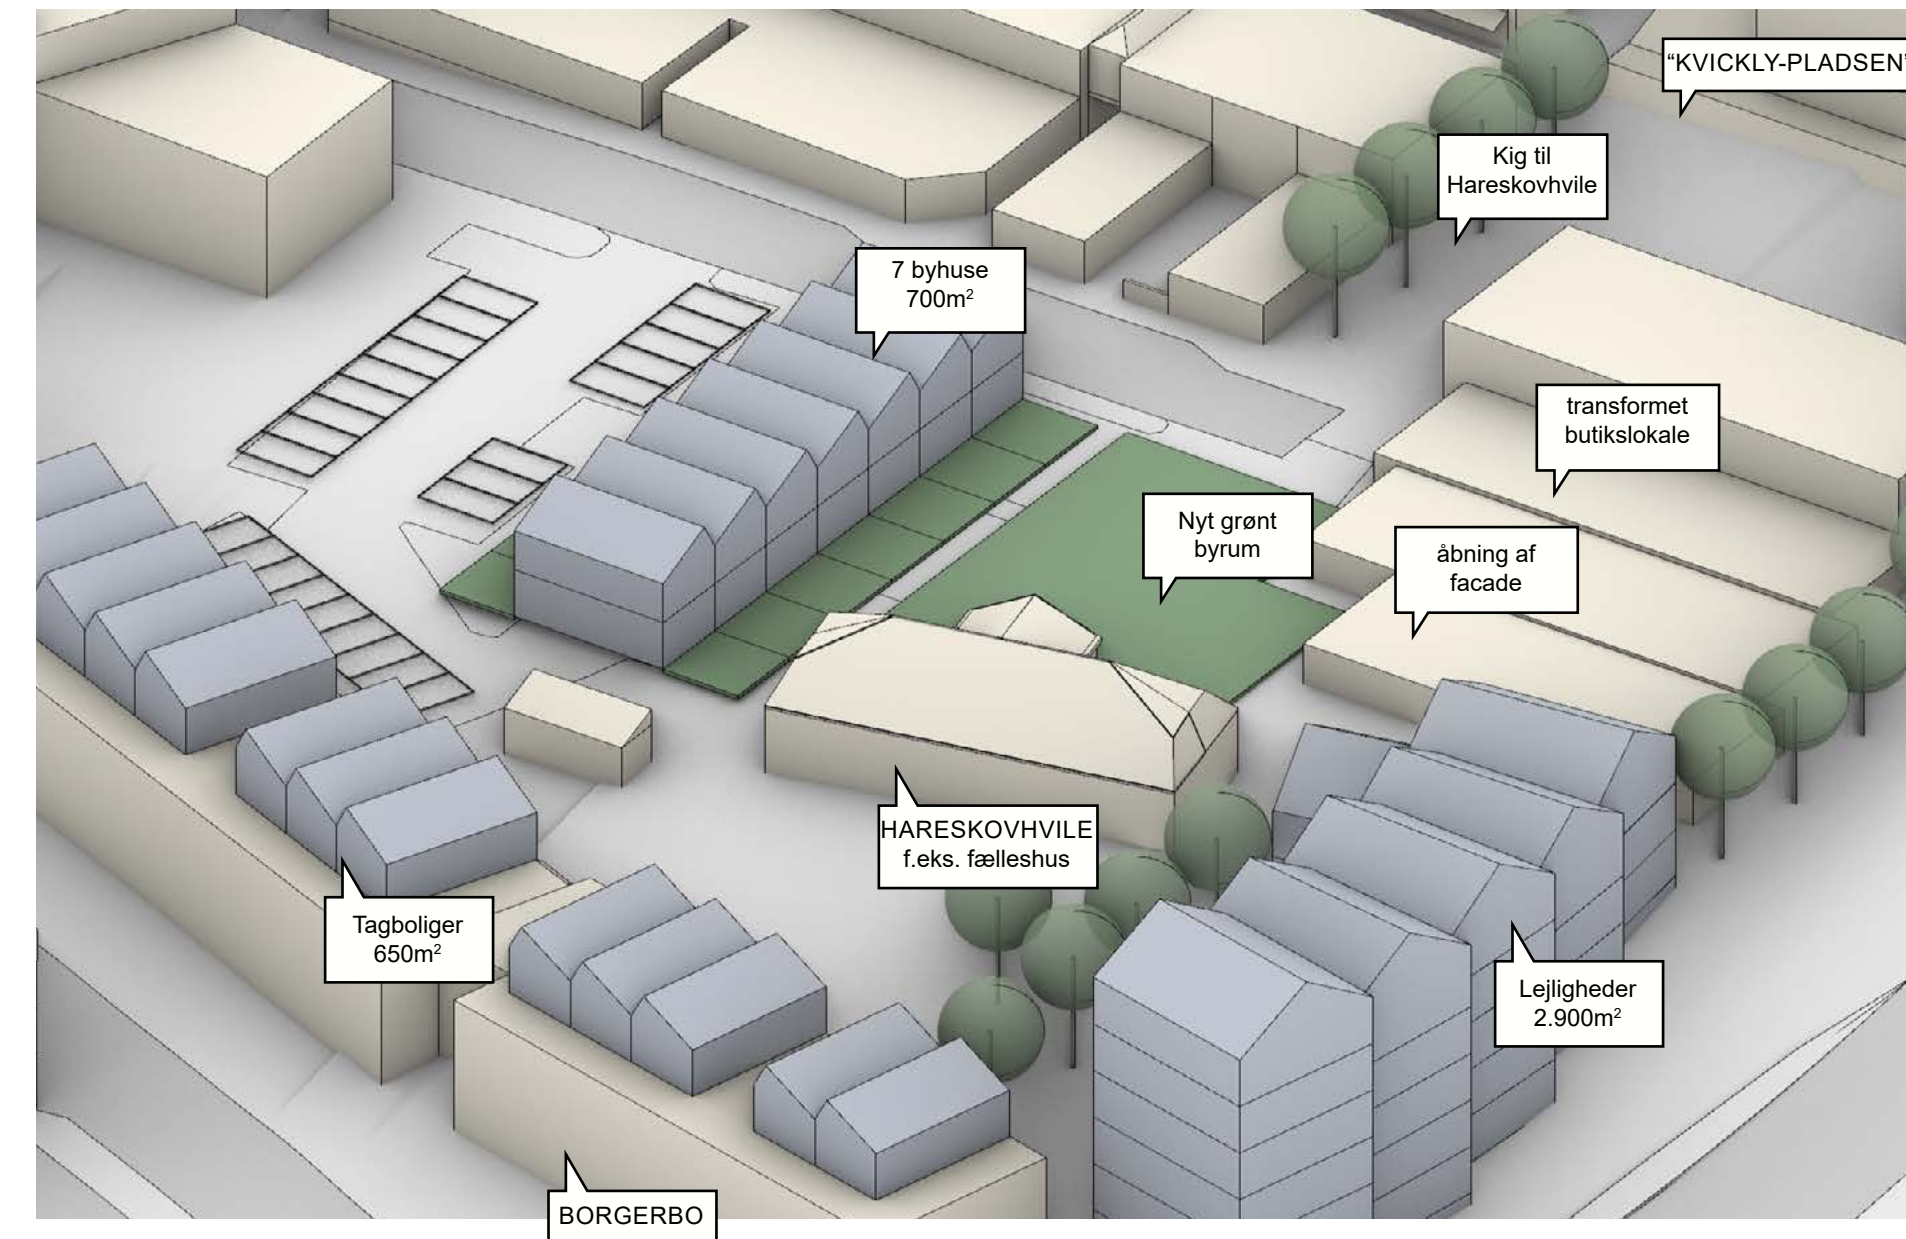 “KVICKLY-PLADSEN”
Kig til
Hareskovhvile
7 byhuse
700m²
transformet
butikslokale
Nyt grønt
byrum
åbning af
facade
HARESKOVHVILE
f.eks. fælleshus
Tagboliger
650m²
Lejligheder
2.900m²
BORGERBO